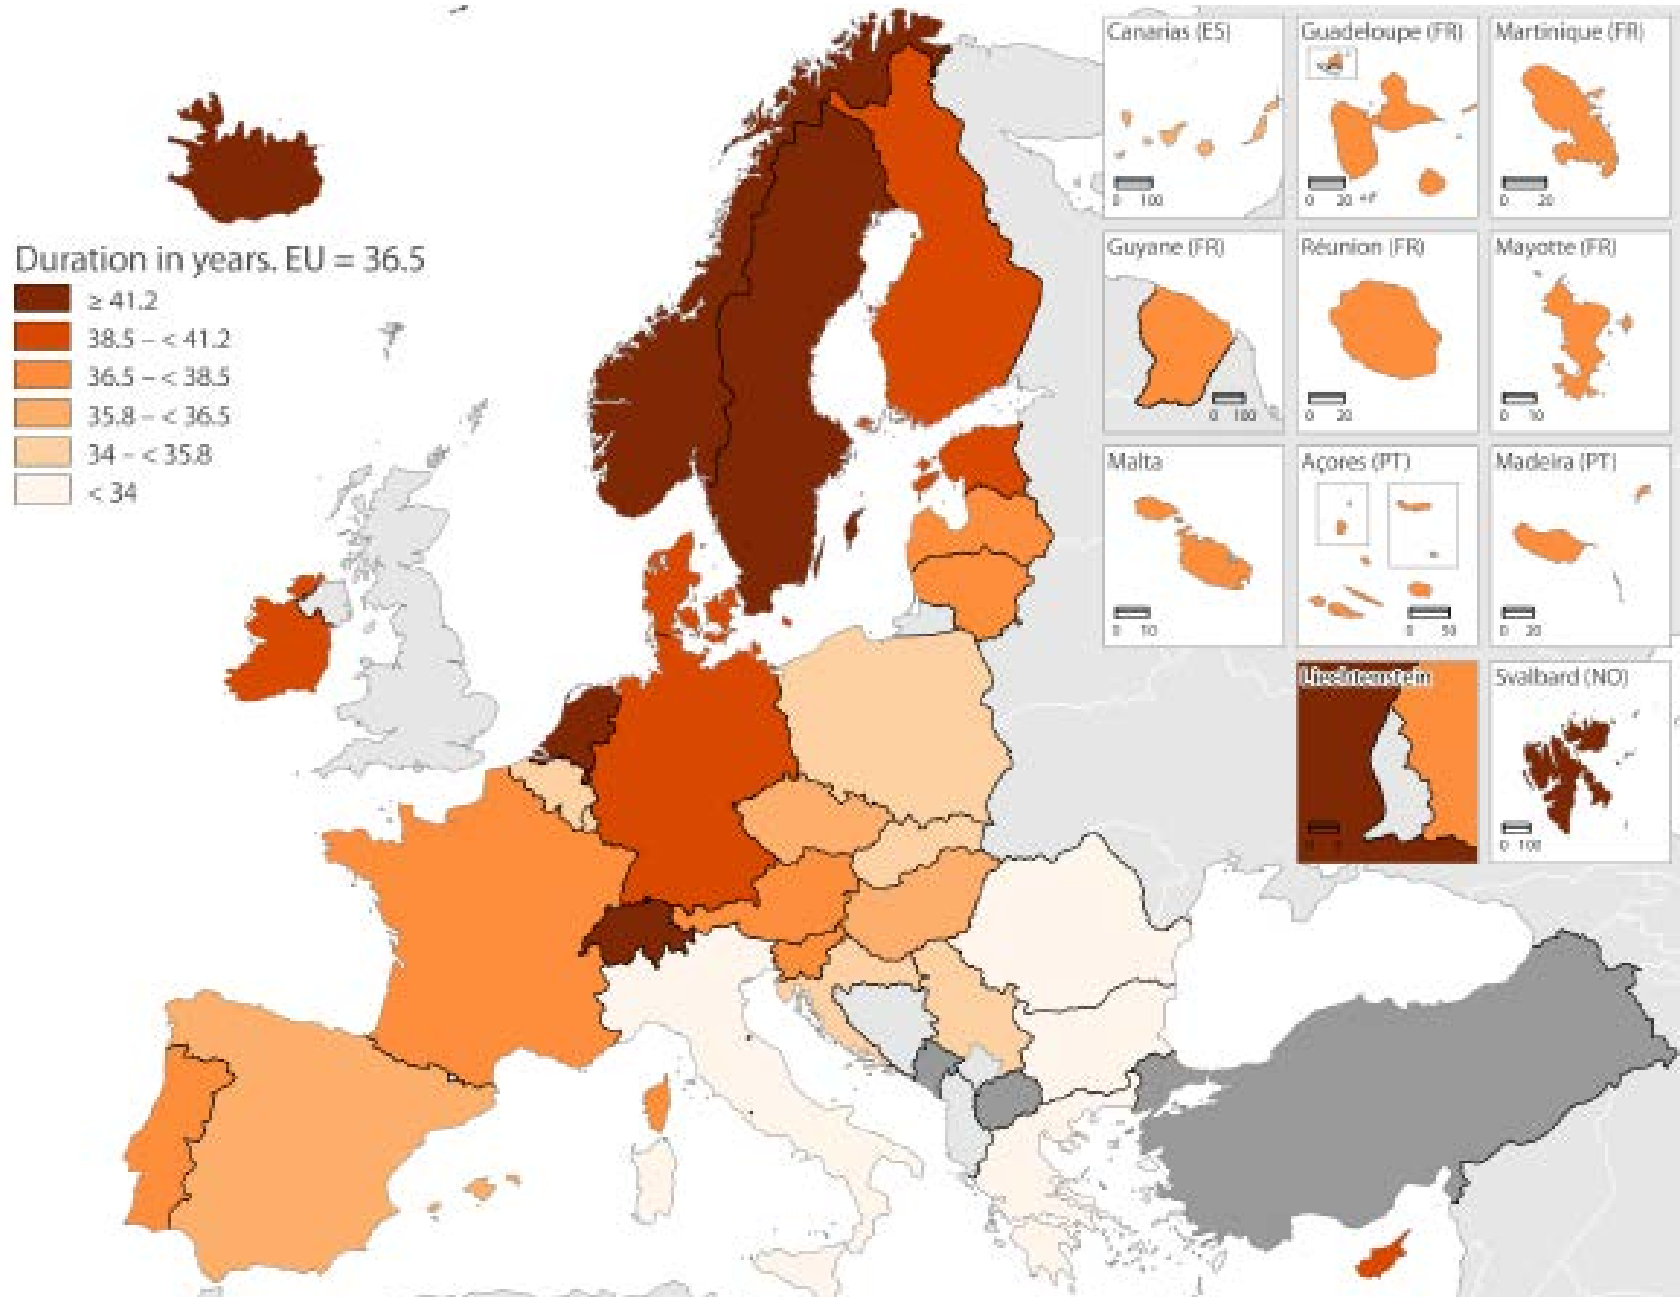 Duration in years. EU = 36.5
≥ 41.2
38.5 – < 41.2
36.5 – < 38.5
35.8 – < 36.5
34 – < 35.8
< 34
Canarias (ES)
0 100
Guadeloupe (FR)
0 20
Martinique (FR)
0 20
Guyane (FR)
0 100
Réunion (FR)
0 20
Mayotte (FR)
0 10
Malta
0 10
Açores (PT)
0 50
Madeira (PT)
0 20
Liechtenstein
Svalbard (NO)
0 100